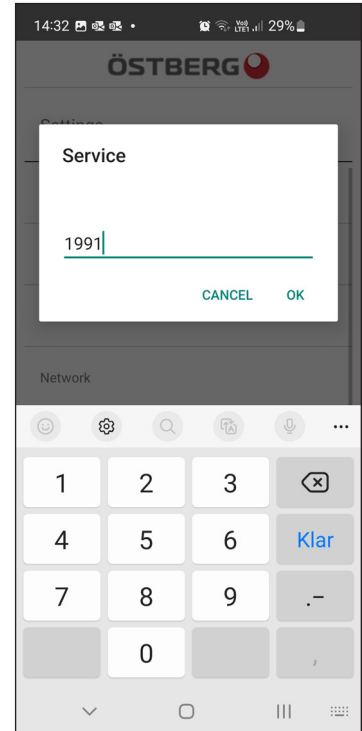 14:32 29%
ÖSTBERG
Settings
Service
1991
CANCEL OK
Network
1 2 3
4 5 6 Klar
7 8 9 .–
0 ,